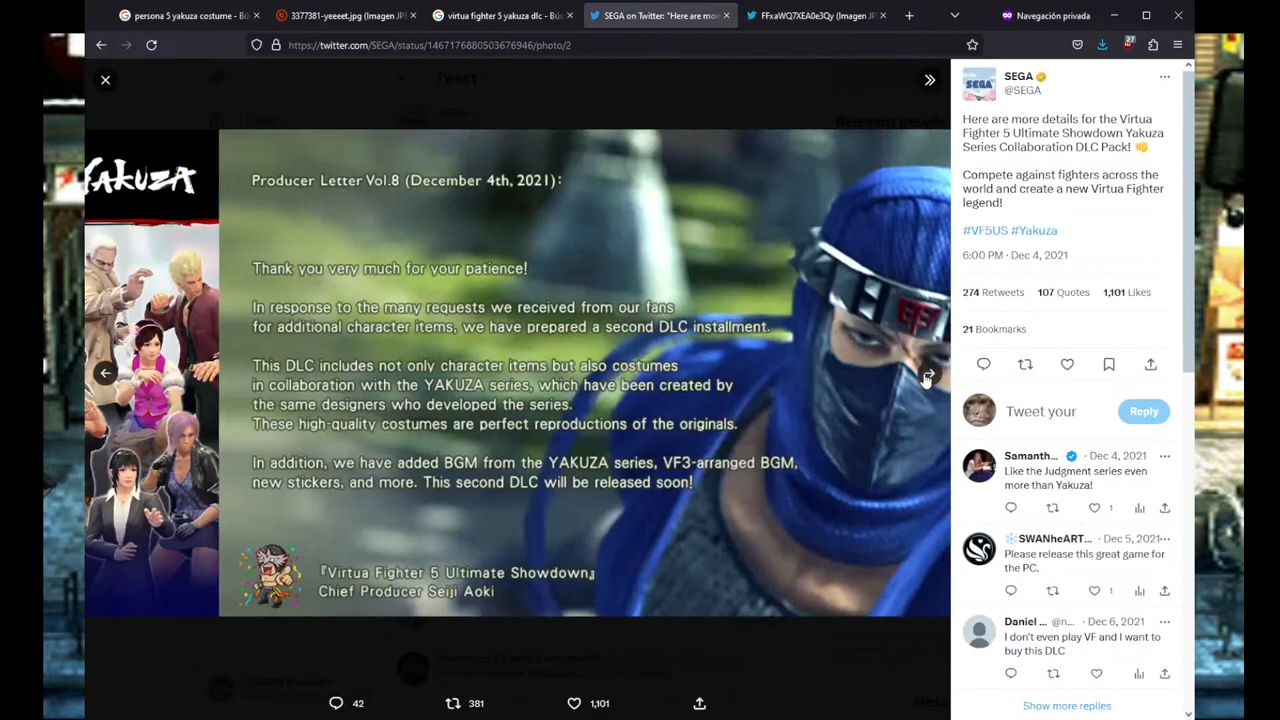 persona 5 yakuza costume - Bú
3377381-yeeeet.jpg (Imagen JPE
virtua fighter 5 yakuza dlc - Bús
SEGA on Twitter: "Here are mor
FFxaWQ7XEA0e3Qy (Imagen JP
Navegación privada
https://twitter.com/SEGA/status/1467176880503676946/photo/2
27
Tweet
Relevant people
YAKUZA
Producer Letter Vol.8 (December 4th, 2021):
Thank you very much for your patience!
In response to the many requests we received from our fans
for additional character items, we have prepared a second DLC installment.
This DLC includes not only character items but also costumes
in collaboration with the YAKUZA series, which have been created by
the same designers who developed the series.
These high-quality costumes are perfect reproductions of the originals.
In addition, we have added BGM from the YAKUZA series, VF3-arranged BGM,
new stickers, and more. This second DLC will be released soon!
『Virtua Fighter 5 Ultimate Showdown』
Chief Producer Seiji Aoki
42
381
1,101
SEGA
SEGA
@SEGA
Here are more details for the Virtua
Fighter 5 Ultimate Showdown Yakuza
Series Collaboration DLC Pack! 👊
Compete against fighters across the
world and create a new Virtua Fighter
legend!
#VF5US #Yakuza
6:00 PM · Dec 4, 2021
274 Retweets 107 Quotes 1,101 Likes
21 Bookmarks
Tweet your
Reply
Samanth... · Dec 4, 2021
Like the Judgment series even
more than Yakuza!
1
❄️SWANheART... · Dec 5, 2021
Please release this great game for
the PC.
1
Daniel ... @n... · Dec 6, 2021
I don't even play VF and I want to
buy this DLC
Show more replies